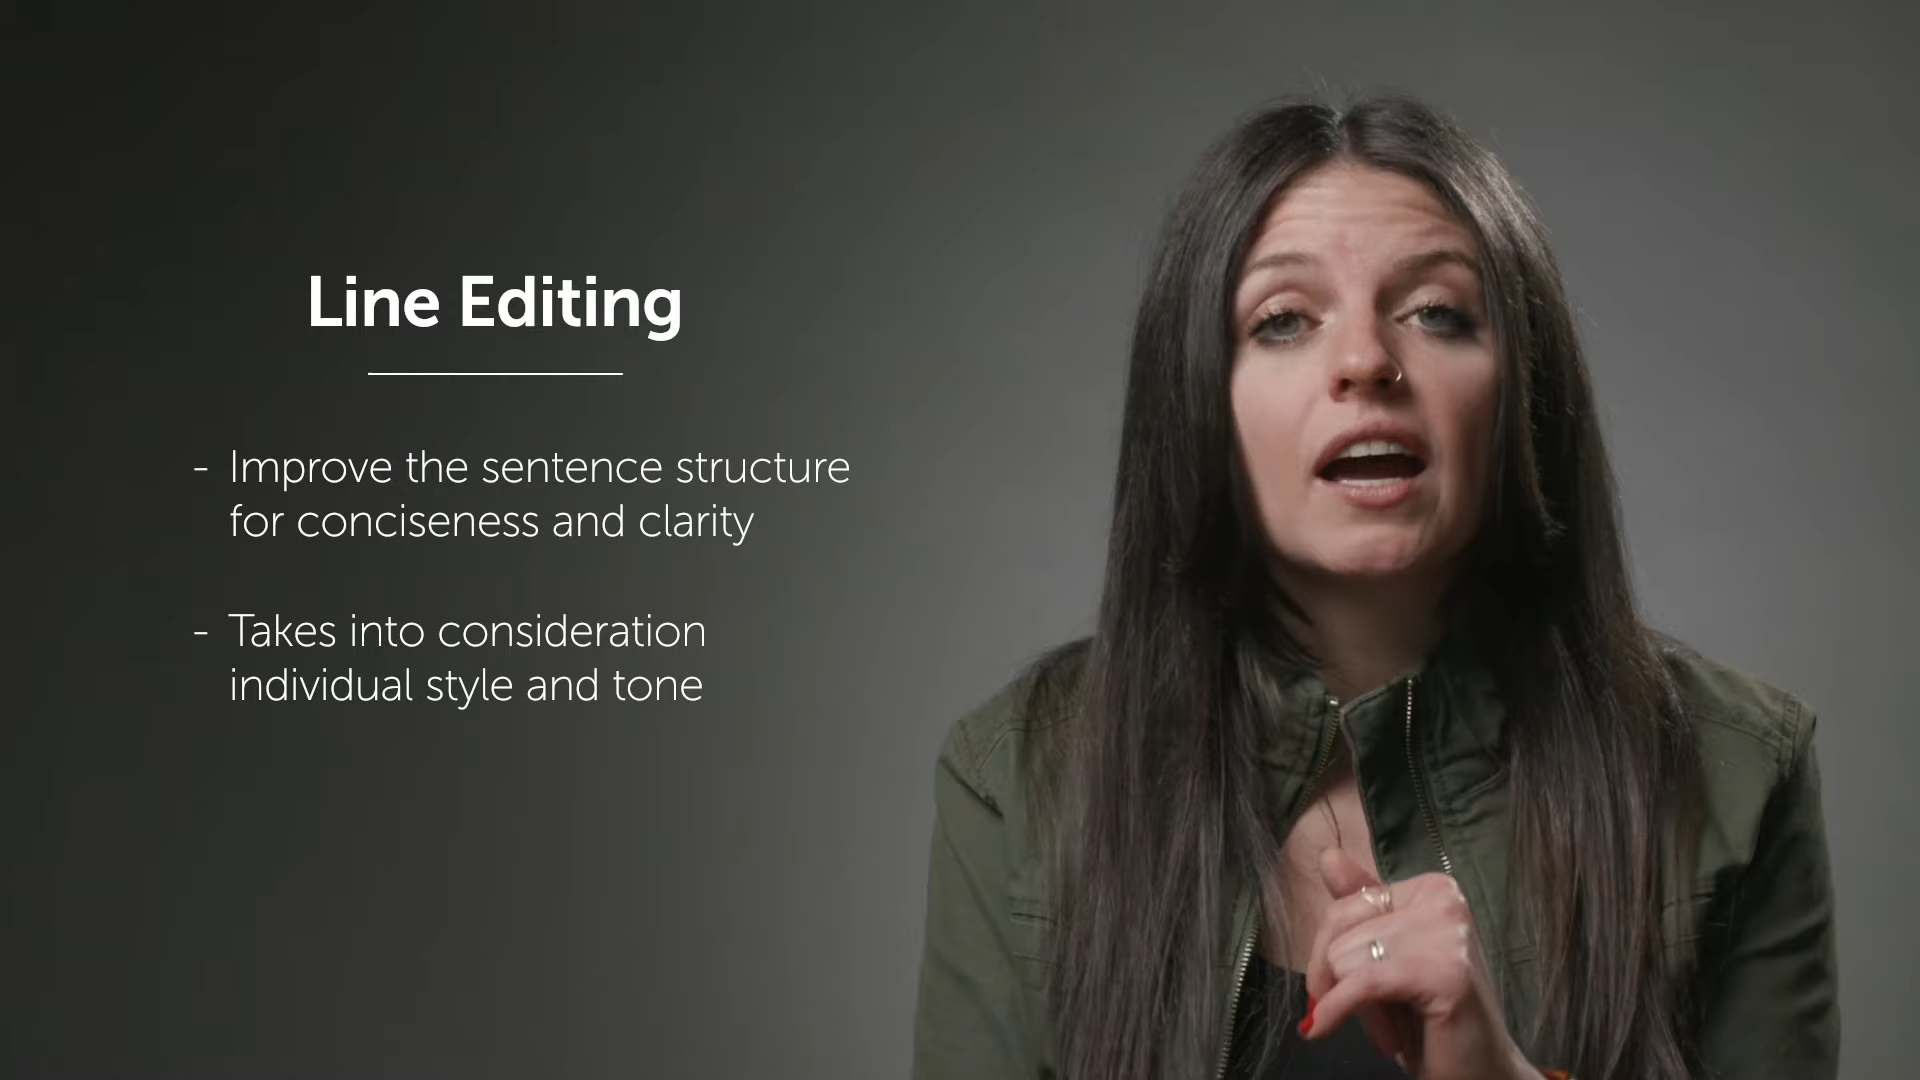 Line Editing
- Improve the sentence structure
for conciseness and clarity
- Takes into consideration
individual style and tone